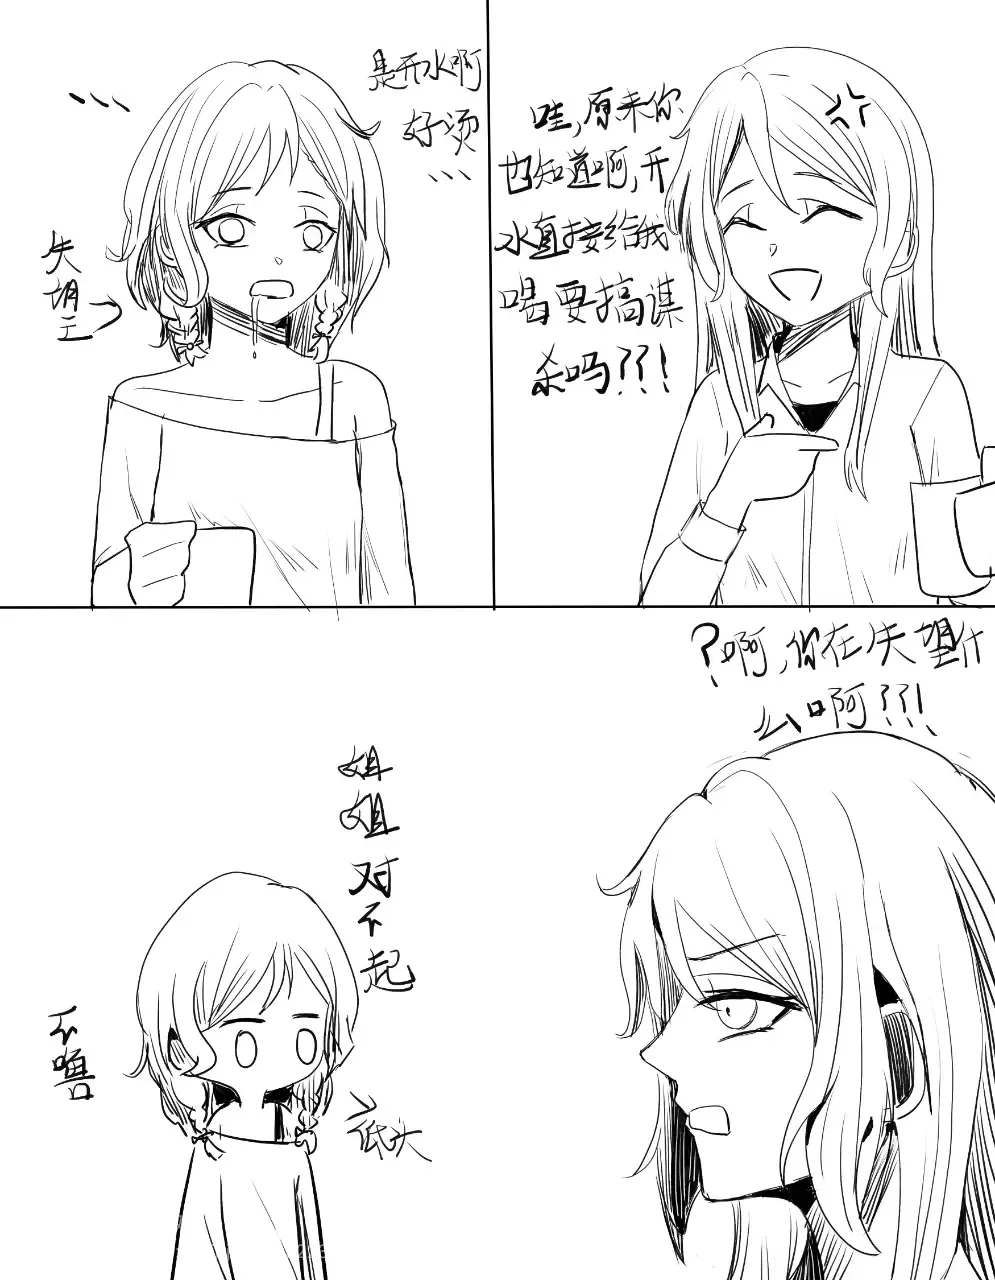 是开水啊
好烫
、、、
失望
哇,原来你
也知道啊,开
水直接给我
喝要搞谋
杀吗???!
?啊,你在失望什
么啊???!
姐姐对不起
不嘻
低头